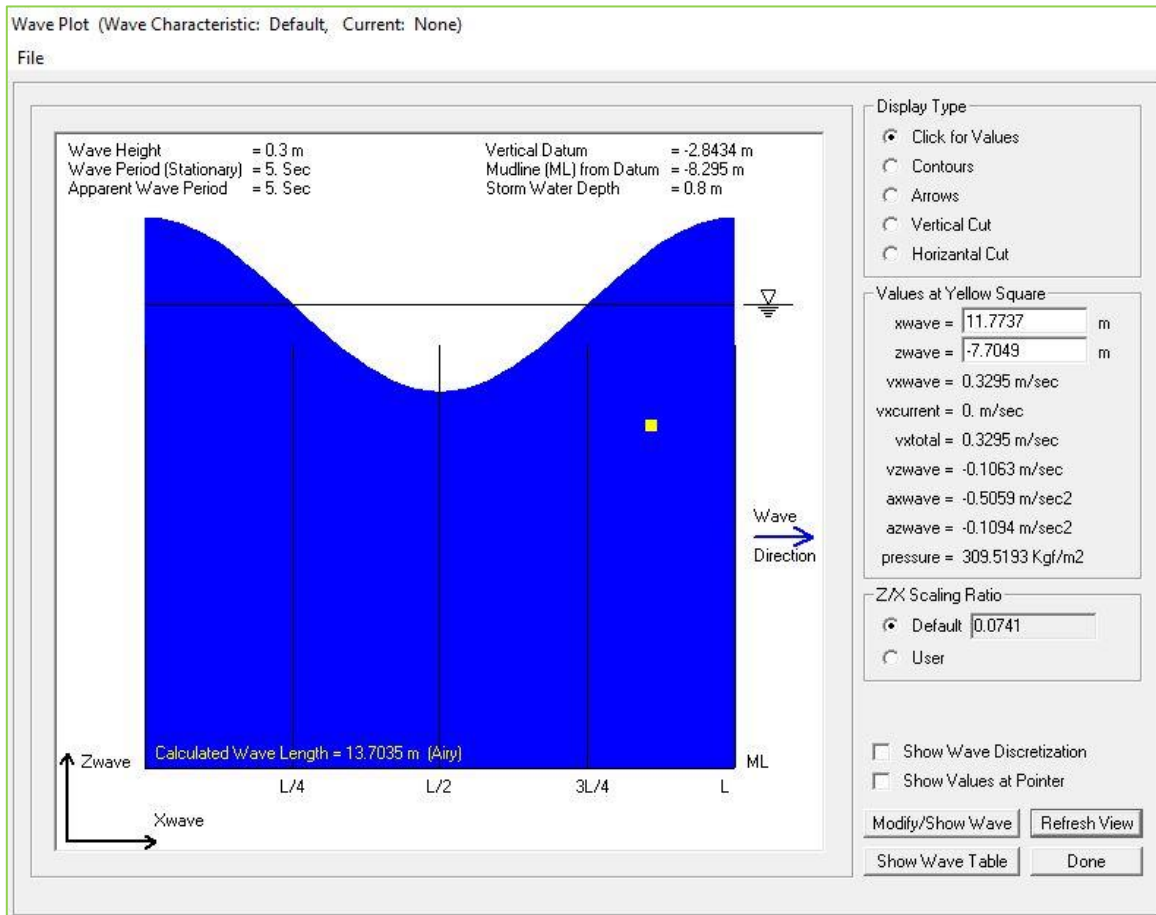 Wave Plot (Wave Characteristic: Default, Current: None)
File
Wave Height = 0.3 m
Wave Period (Stationary) = 5. Sec
Apparent Wave Period = 5. Sec
Vertical Datum = -2.8434 m
Mudline (ML) from Datum = -8.295 m
Storm Water Depth = 0.8 m
Wave
Direction
Calculated Wave Length = 13.7035 m (Airy)
Zwave
ML
L/4
L/2
3L/4
L
Xwave
Display Type
Click for Values
Contours
Arrows
Vertical Cut
Horizantal Cut
Values at Yellow Square
xwave = 11.7737 m
zwave = -7.7049 m
vxwave = 0.3295 m/sec
vxcurrent = 0. m/sec
vxtotal = 0.3295 m/sec
vzwave = -0.1063 m/sec
axwave = -0.5059 m/sec2
azwave = -0.1094 m/sec2
pressure = 309.5193 Kgf/m2
Z/X Scaling Ratio
Default 0.0741
User
Show Wave Discretization
Show Values at Pointer
Modify/Show Wave
Refresh View
Show Wave Table
Done